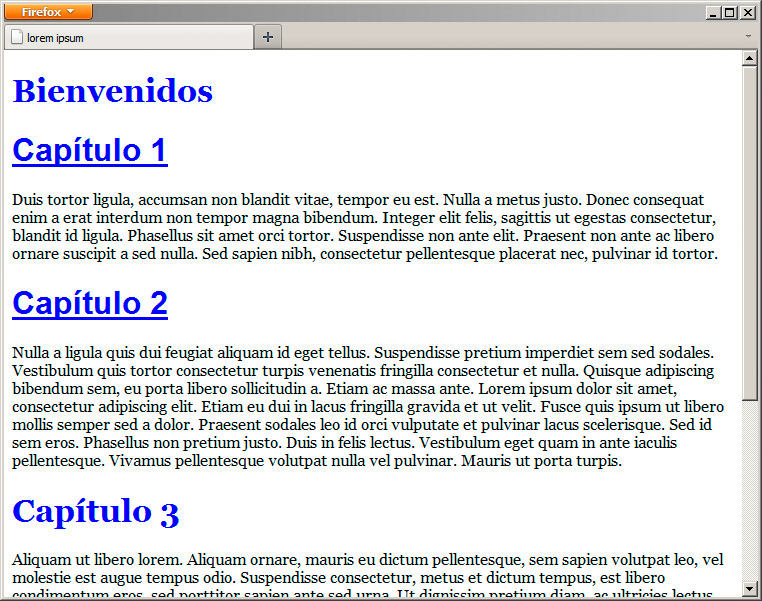 Firefox
lorem ipsum
Bienvenidos
Capítulo 1
Duis tortor ligula, accumsan non blandit vitae, tempor eu est. Nulla a metus justo. Donec consequat
enim a erat interdum non tempor magna bibendum. Integer elit felis, sagittis ut egestas consectetur,
blandit id ligula. Phasellus sit amet orci tortor. Suspendisse non ante elit. Praesent non ante ac libero
ornare suscipit a sed nulla. Sed sapien nibh, consectetur pellentesque placerat nec, pulvinar id tortor.
Capítulo 2
Nulla a ligula quis dui feugiat aliquam id eget tellus. Suspendisse pretium imperdiet sem sed sodales.
Vestibulum quis tortor consectetur turpis venenatis fringilla consectetur et nulla. Quisque adipiscing
bibendum sem, eu porta libero sollicitudin a. Etiam ac massa ante. Lorem ipsum dolor sit amet,
consectetur adipiscing elit. Etiam eu dui in lacus fringilla gravida et ut velit. Fusce quis ipsum ut libero
mollis semper sed a dolor. Praesent sodales leo id orci vulputate et pulvinar lacus scelerisque. Sed id
sem eros. Phasellus non pretium justo. Duis in felis lectus. Vestibulum eget quam in ante iaculis
pellentesque. Vivamus pellentesque volutpat nulla vel pulvinar. Mauris ut porta turpis.
Capítulo 3
Aliquam ut libero lorem. Aliquam ornare, mauris eu dictum pellentesque, sem sapien volutpat leo, vel
molestie est augue tempus odio. Suspendisse consectetur, metus et dictum tempus, est libero
condimentum eros, sed porttitor sapien ante sed urna. Ut dignissim pretium diam, ac ultricies lectus